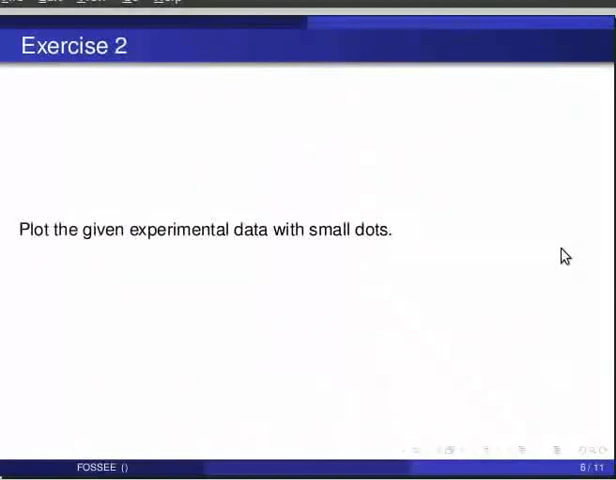 Exercise 2
Plot the given experimental data with small dots.
FOSSEE ()
6 / 11